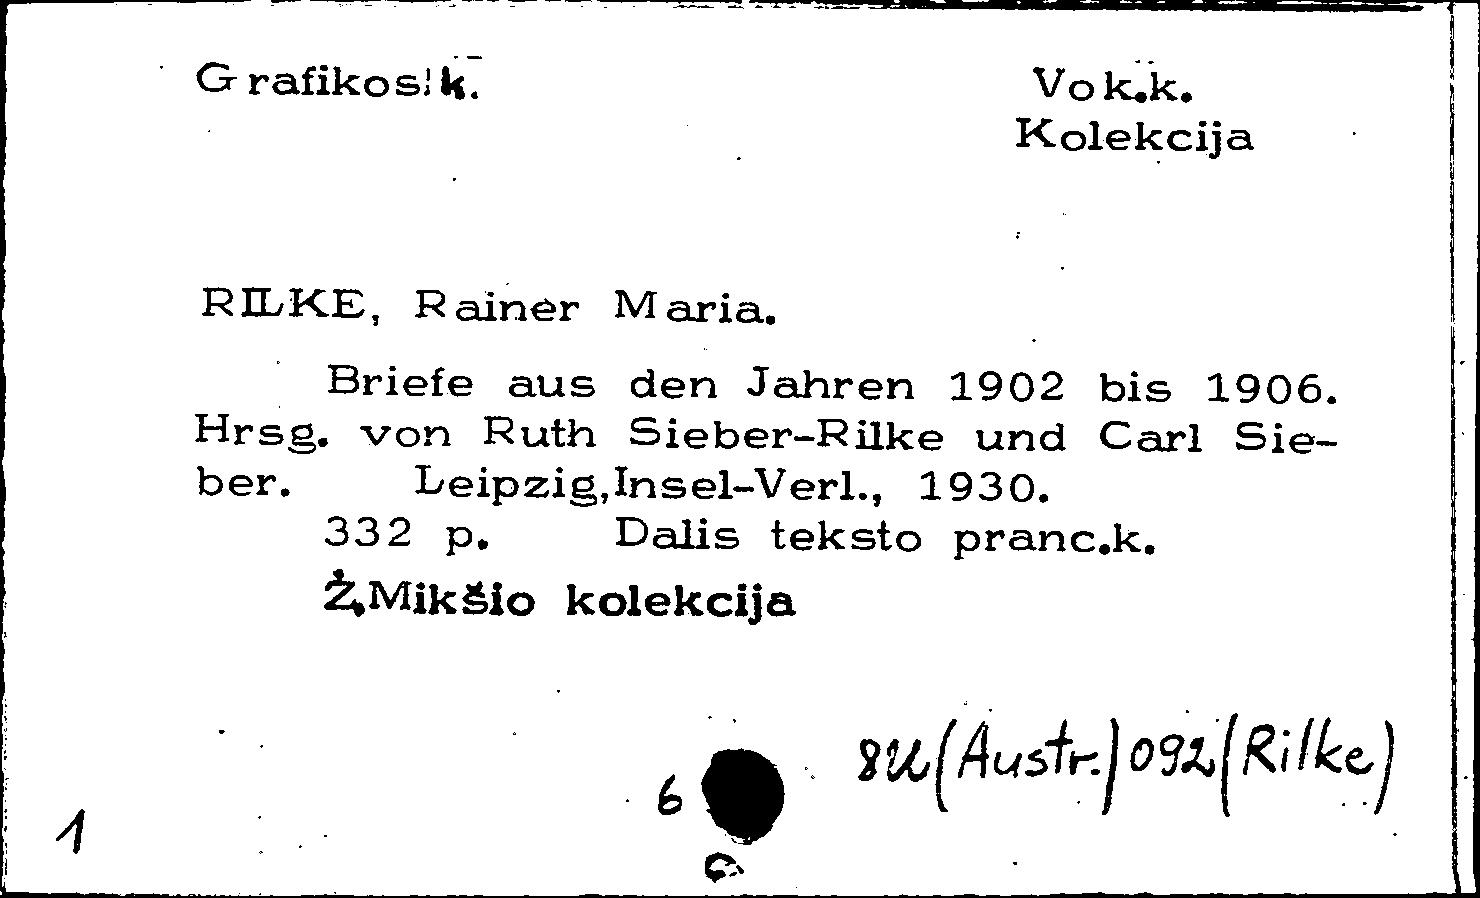 Grafikos k.
Vok.k.
Kolekcija
RILKE, Rainer Maria.
Briefe aus den Jahren 1902 bis 1906.
Hrsg. von Ruth Sieber-Rilke und Carl Sie-
ber. Leipzig,Insel-Verl., 1930.
332 p. Dalis teksto pranc.k.
Ž.Mikšio kolekcija
8U(Austr.)092(Rilke)
6
1